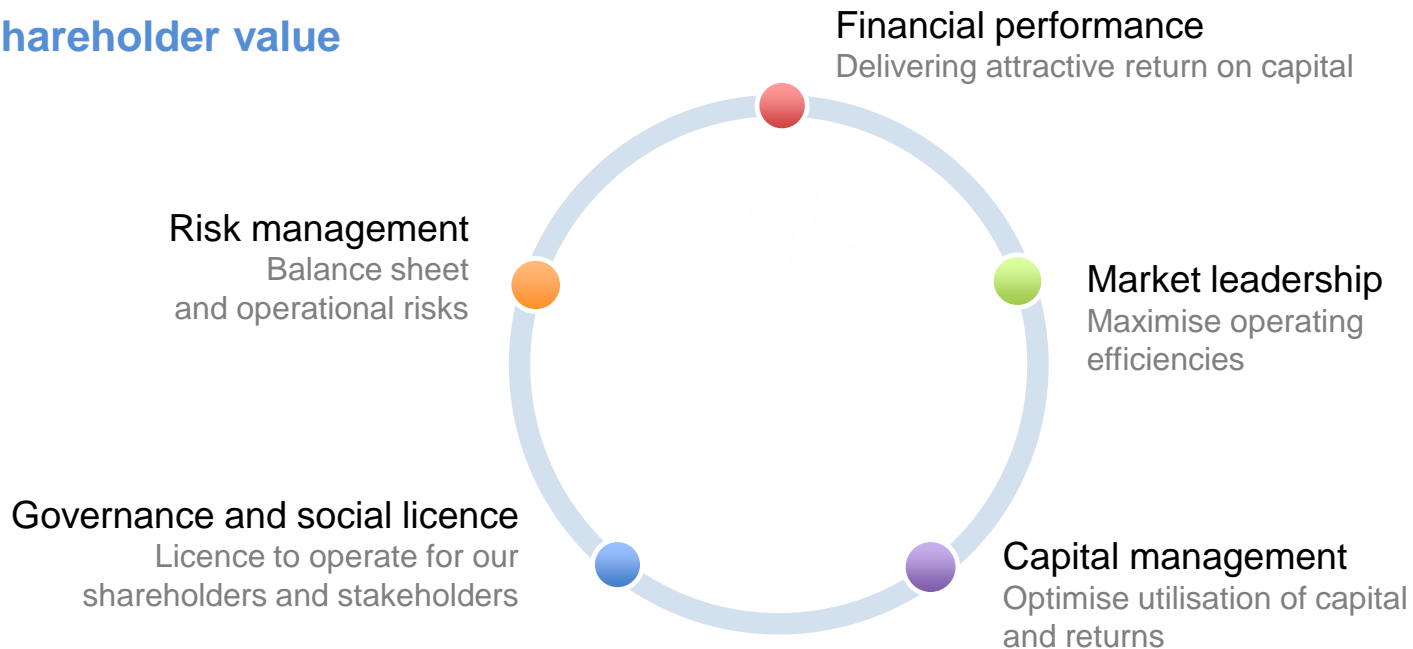 hareholder value
Financial performance
Delivering attractive return on capital
Risk management
Balance sheet
and operational risks
Market leadership
Maximise operating
efficiencies
Governance and social licence
Licence to operate for our
shareholders and stakeholders
Capital management
Optimise utilisation of capital
and returns